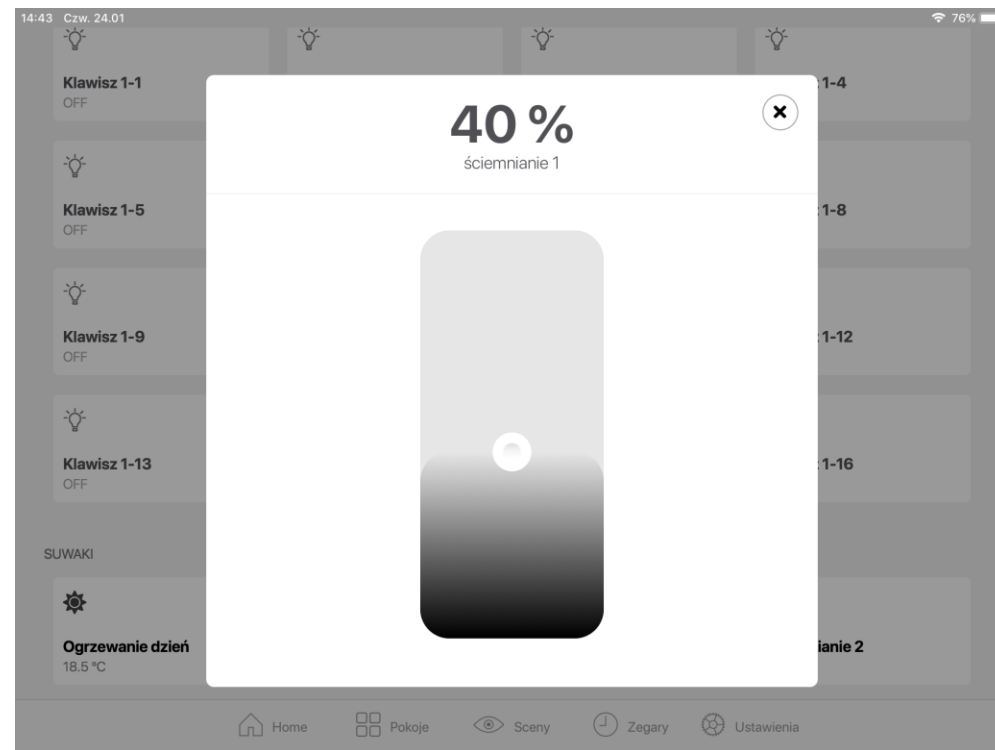 14:43 Czw. 24.01
76%
Klawisz 1-1
OFF
1-4
40 %
ściemnianie 1
Klawisz 1-5
OFF
1-8
Klawisz 1-9
OFF
1-12
Klawisz 1-13
OFF
1-16
SUWAKI
Ogrzewanie dzień
18.5 °C
ianie 2
Home Pokoje Sceny Zegary Ustawienia